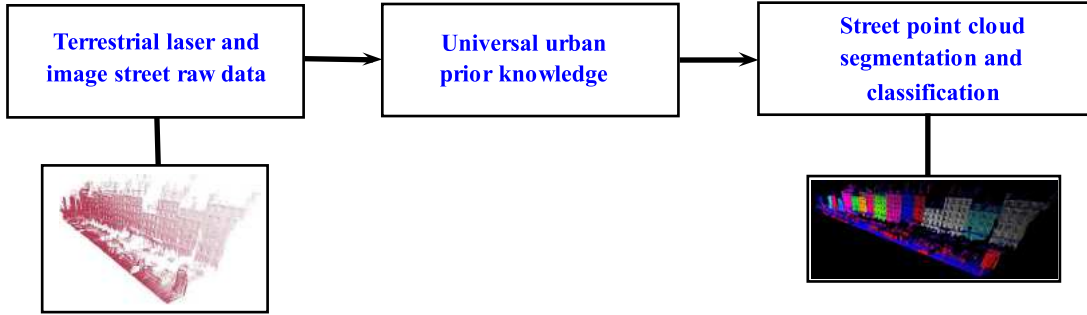 Terrestrial laser and
image street raw data
Universal urban
prior knowledge
Street point cloud
segmentation and
classification